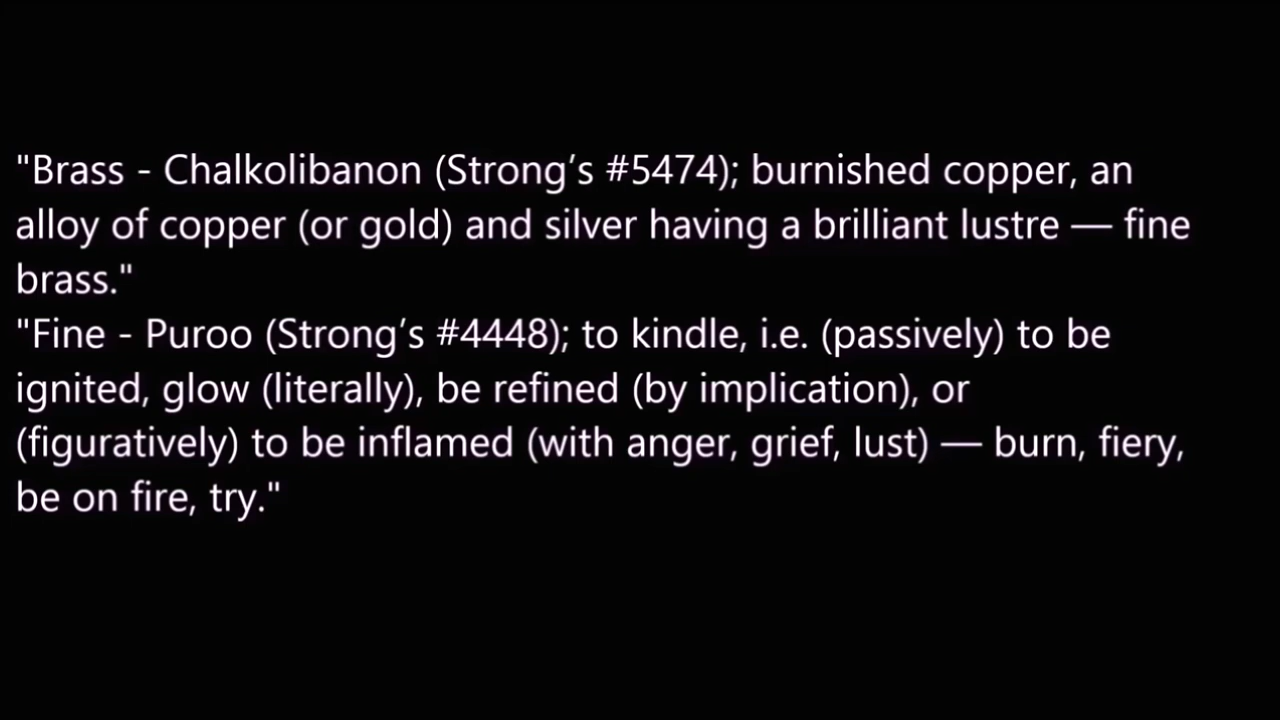 "Brass - Chalkolibanon (Strong’s #5474); burnished copper, an
alloy of copper (or gold) and silver having a brilliant lustre — fine
brass."
"Fine - Puroo (Strong’s #4448); to kindle, i.e. (passively) to be
ignited, glow (literally), be refined (by implication), or
(figuratively) to be inflamed (with anger, grief, lust) — burn, fiery,
be on fire, try."